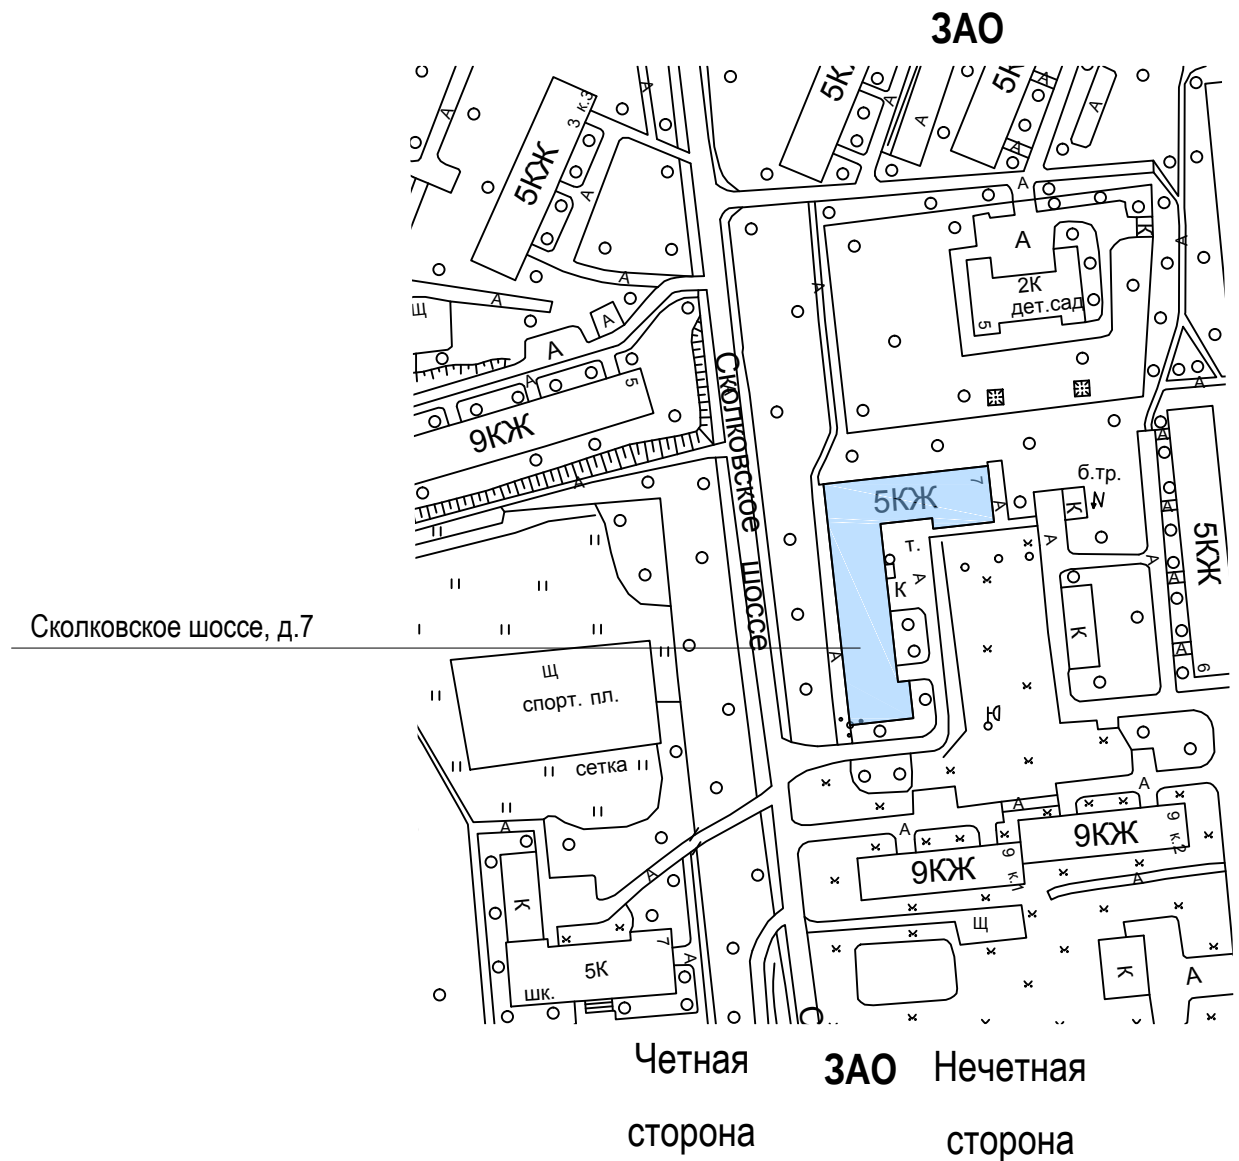 ЗАО
5К
5К
А
А
А
А
А
А
А
3 к.3
5КЖ
А
А
К
А
А
А
2К
дет.сад
5
А
А
Щ
А
А
А
А
5
9КЖ
Сколковское шоссе
А
5КЖ
7
А
б.тр.
К
А
А
А
А
5КЖ
т.
А
К
А
А
К
А
6
Сколковское шоссе, д.7
А
Щ
спорт. пл.
сетка
А
А
А
А
9КЖ
9 к.2
9КЖ
9 к.1
А
А
К
Щ
7
А
5К
шк.
К
А
С
Четная
сторона
ЗАО
Нечетная
сторона